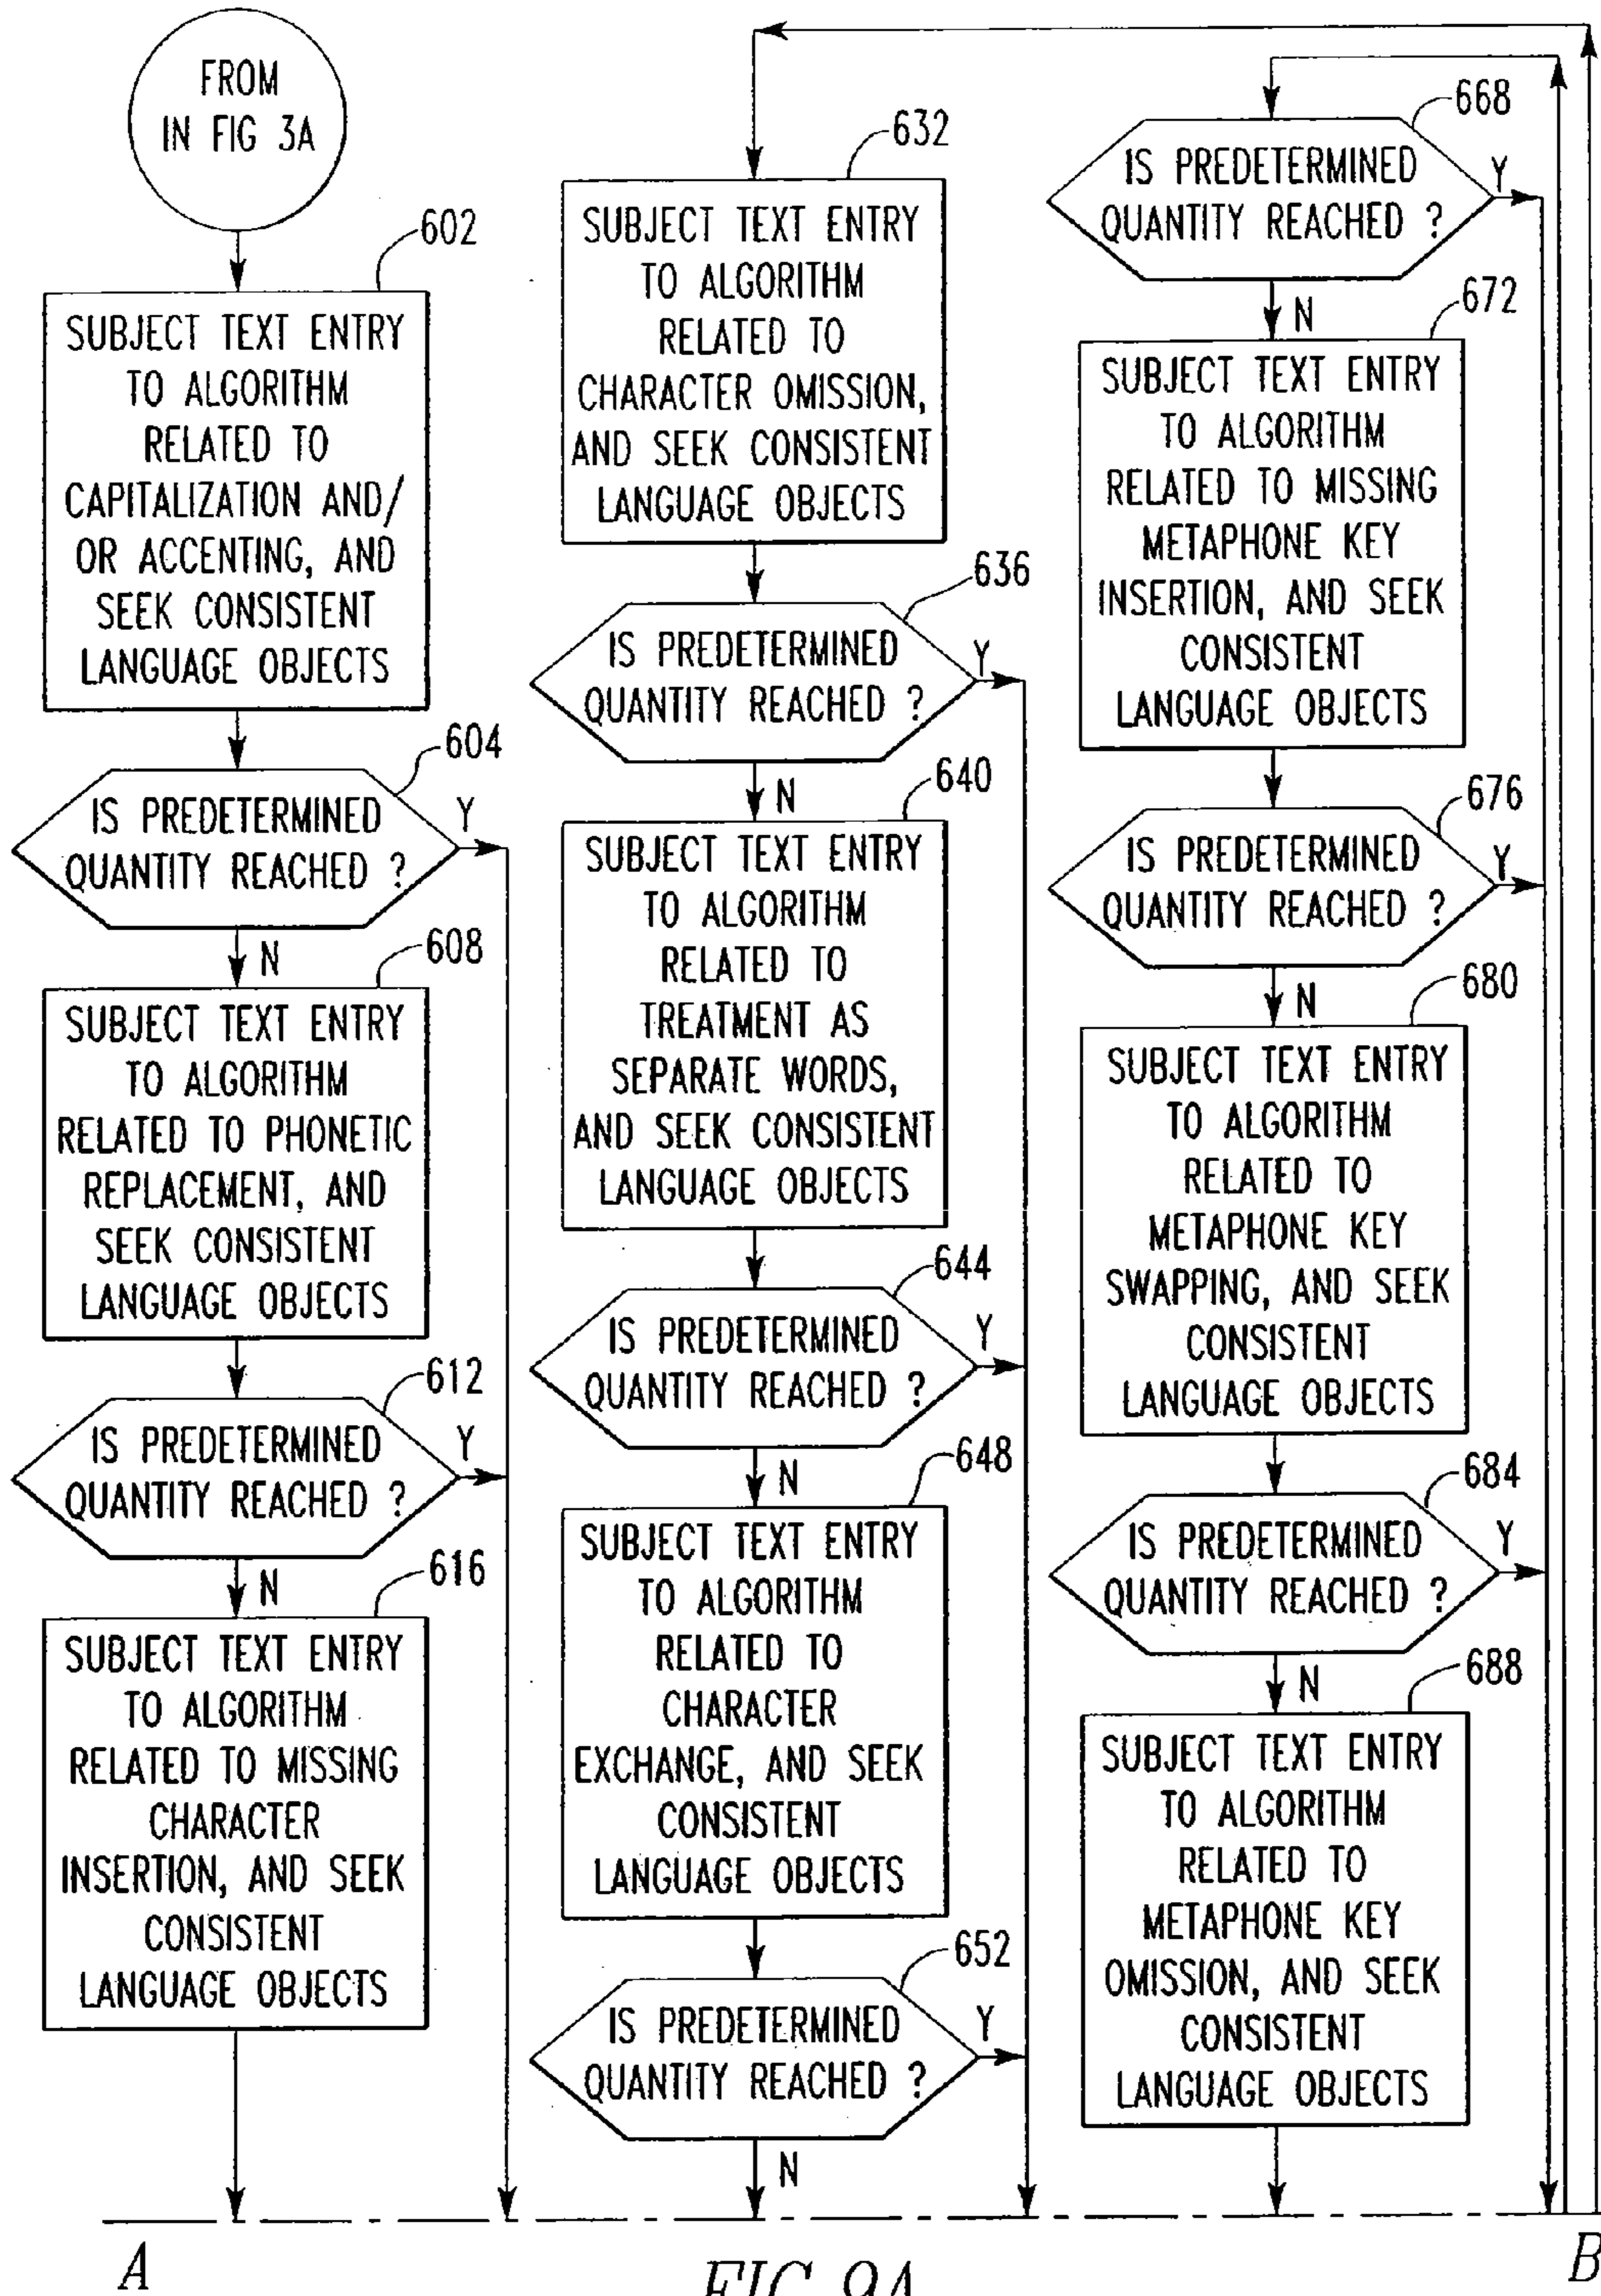 FROM
IN FIG 3A
602
SUBJECT TEXT ENTRY
TO ALGORITHM
RELATED TO
CAPITALIZATION AND/
OR ACCENTING, AND
SEEK CONSISTENT
LANGUAGE OBJECTS
604
IS PREDETERMINED
QUANTITY REACHED ?
Y
N
608
SUBJECT TEXT ENTRY
TO ALGORITHM
RELATED TO PHONETIC
REPLACEMENT, AND
SEEK CONSISTENT
LANGUAGE OBJECTS
612
IS PREDETERMINED
QUANTITY REACHED ?
Y
N
616
SUBJECT TEXT ENTRY
TO ALGORITHM
RELATED TO MISSING
CHARACTER
INSERTION, AND SEEK
CONSISTENT
LANGUAGE OBJECTS
632
SUBJECT TEXT ENTRY
TO ALGORITHM
RELATED TO
CHARACTER OMISSION,
AND SEEK CONSISTENT
LANGUAGE OBJECTS
636
IS PREDETERMINED
QUANTITY REACHED ?
Y
N
640
SUBJECT TEXT ENTRY
TO ALGORITHM
RELATED TO
TREATMENT AS
SEPARATE WORDS,
AND SEEK CONSISTENT
LANGUAGE OBJECTS
644
IS PREDETERMINED
QUANTITY REACHED ?
Y
N
648
SUBJECT TEXT ENTRY
TO ALGORITHM
RELATED TO
CHARACTER
EXCHANGE, AND SEEK
CONSISTENT
LANGUAGE OBJECTS
652
IS PREDETERMINED
QUANTITY REACHED ?
Y
N
668
IS PREDETERMINED
QUANTITY REACHED ?
Y
N
672
SUBJECT TEXT ENTRY
TO ALGORITHM
RELATED TO MISSING
METAPHONE KEY
INSERTION, AND SEEK
CONSISTENT
LANGUAGE OBJECTS
676
IS PREDETERMINED
QUANTITY REACHED ?
Y
N
680
SUBJECT TEXT ENTRY
TO ALGORITHM
RELATED TO
METAPHONE KEY
SWAPPING, AND SEEK
CONSISTENT
LANGUAGE OBJECTS
684
IS PREDETERMINED
QUANTITY REACHED ?
Y
N
688
SUBJECT TEXT ENTRY
TO ALGORITHM
RELATED TO
METAPHONE KEY
OMISSION, AND SEEK
CONSISTENT
LANGUAGE OBJECTS
A
B
FIG. 9A